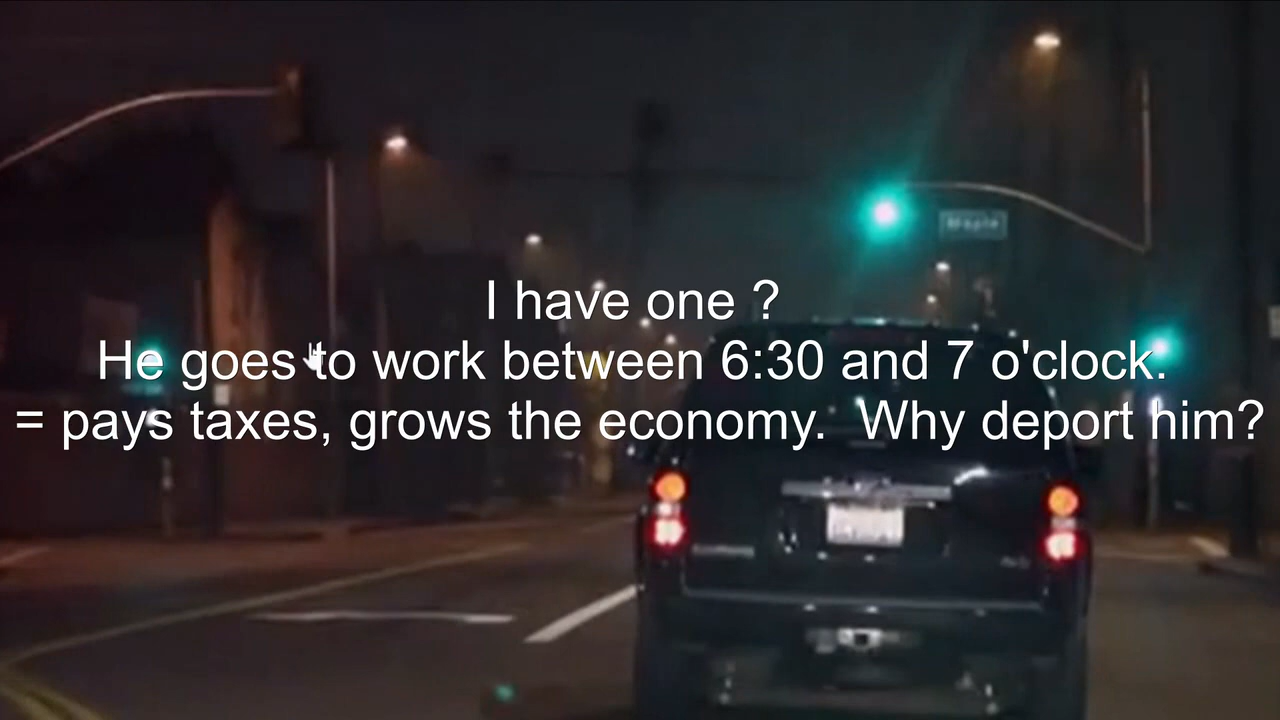 I have one ?
He goes to work between 6:30 and 7 o'clock.
= pays taxes, grows the economy.  Why deport him?